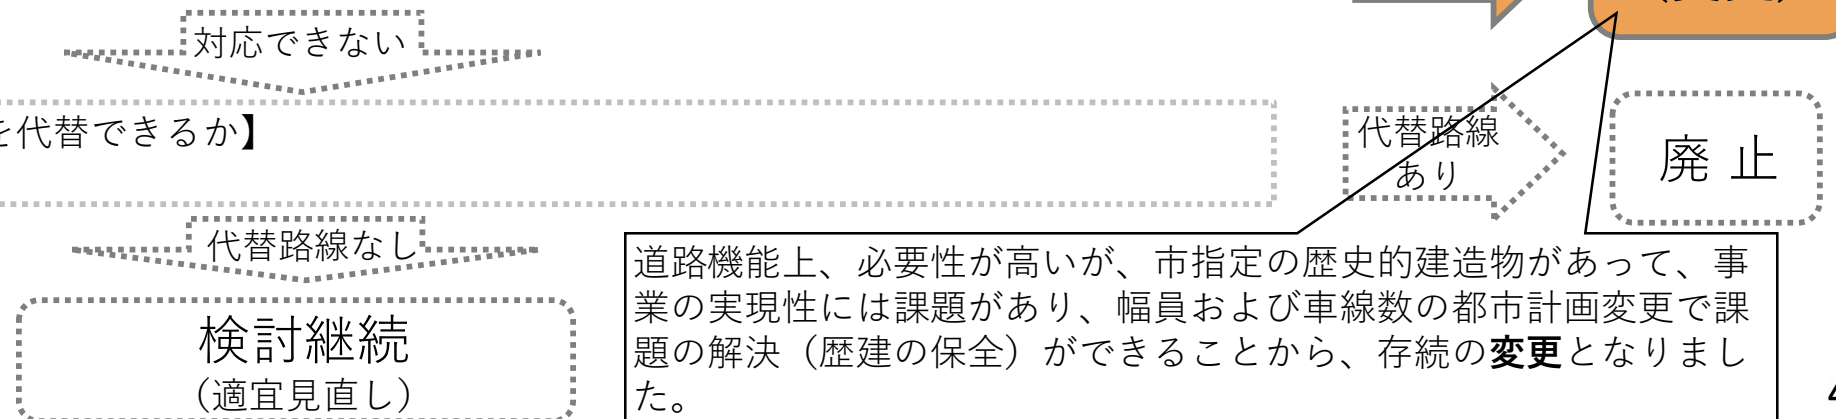 対応できない
を代替できるか】
代替路線
あり
廃 止
代替路線なし
検討継続
(適宜見直し)
道路機能上、必要性が高いが、市指定の歴史的建造物があって、事
業の実現性には課題があり、幅員および車線数の都市計画変更で課
題の解決（歴建の保全）ができることから、存続の変更となりまし
た。